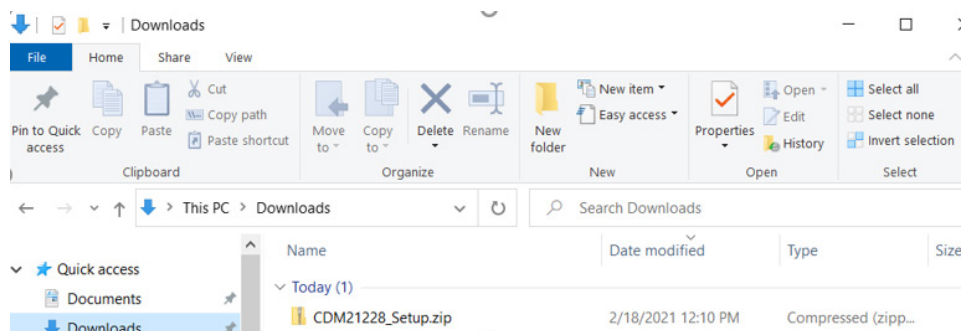 Downloads
File Home Share View
Pin to Quick access
Copy
Paste
Cut
Copy path
Paste shortcut
Move to
Copy to
Delete
Rename
New folder
New item
Easy access
Properties
Open
Edit
History
Select all
Select none
Invert selection
Clipboard Organize New Open Select
This PC > Downloads
Search Downloads
Name Date modified Type Size
Quick access
Today (1)
Documents
CDM21228_Setup.zip 2/18/2021 12:10 PM Compressed (zipp...
Downloads